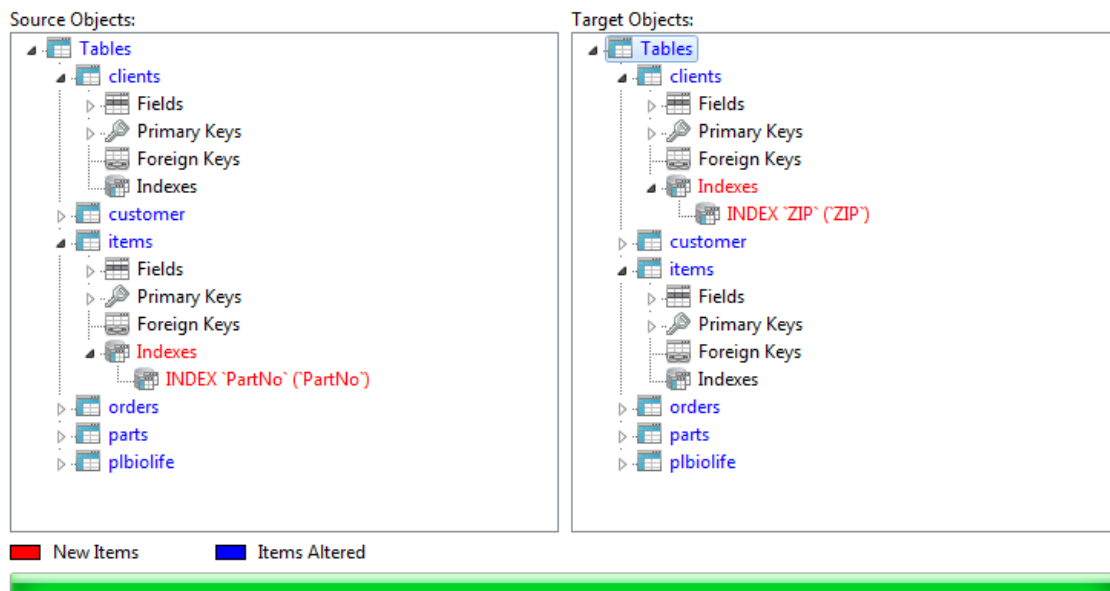 Source Objects:
Tables
clients
Fields
Primary Keys
Foreign Keys
Indexes
customer
items
Fields
Primary Keys
Foreign Keys
Indexes
INDEX `PartNo` (`PartNo`)
orders
parts
plbiolife
Target Objects:
Tables
clients
Fields
Primary Keys
Foreign Keys
Indexes
INDEX `ZIP` (`ZIP`)
customer
items
Fields
Primary Keys
Foreign Keys
Indexes
orders
parts
plbiolife
New Items
Items Altered